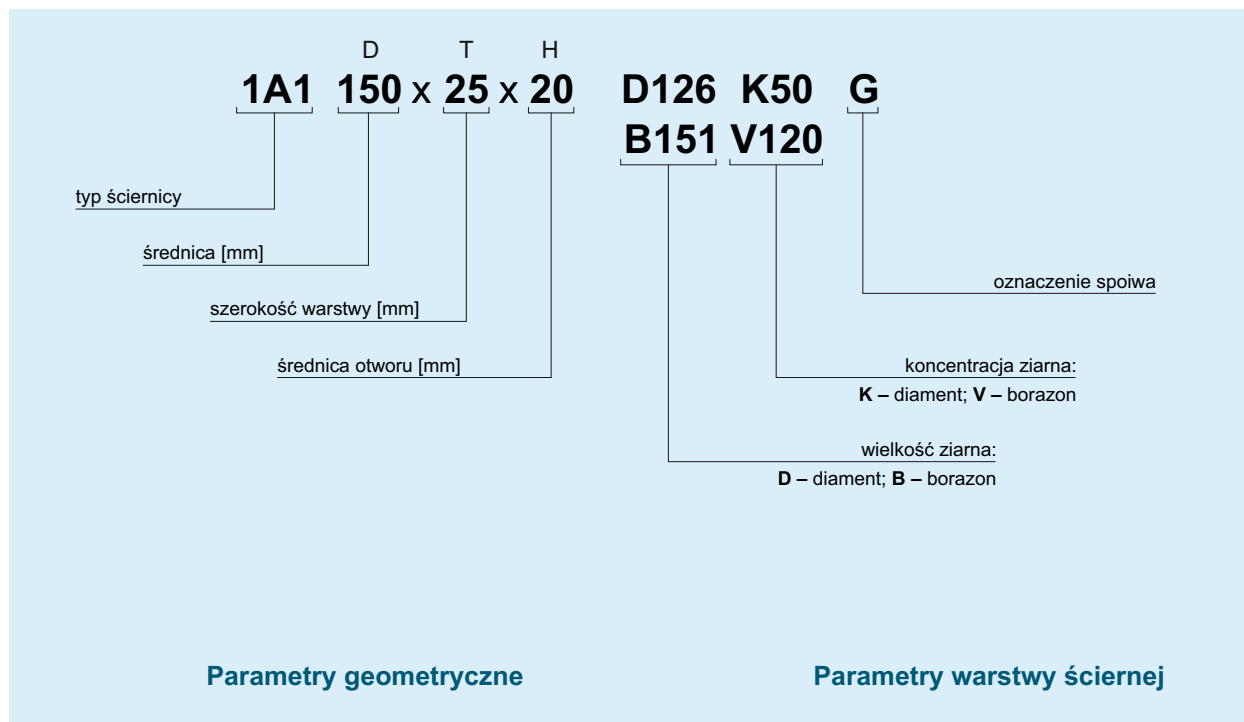 D T H
1A1 150 x 25 x 20 D126 K50 G
B151 V120
typ ściernicy
średnica [mm]
oznaczenie spoiwa
szerokość warstwy [mm]
średnica otworu [mm]
koncentracja ziarna:
K – diament; V – borazon
wielkość ziarna:
D – diament; B – borazon
Parametry geometryczne
Parametry warstwy ściernej